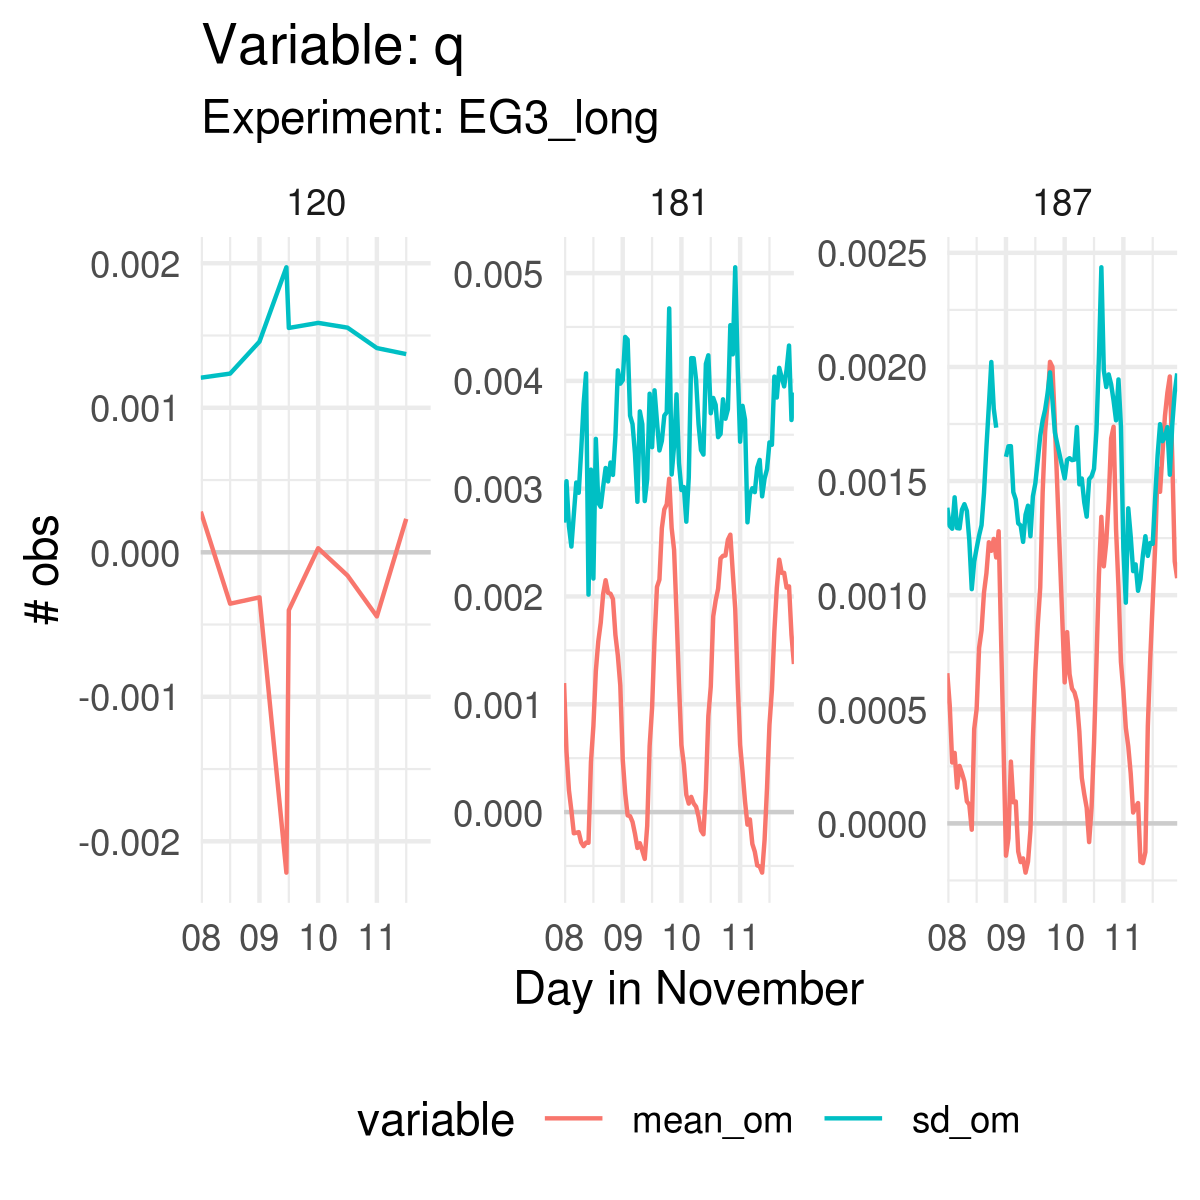 Variable: q
Experiment: EG3_long
120
181
187
0.002
0.001
0.000
-0.001
-0.002
0.005
0.004
0.003
0.002
0.001
0.000
0.0025
0.0020
0.0015
0.0010
0.0005
0.0000
# obs
08 09 10 11
08 09 10 11
08 09 10 11
Day in November
variable mean_om sd_om